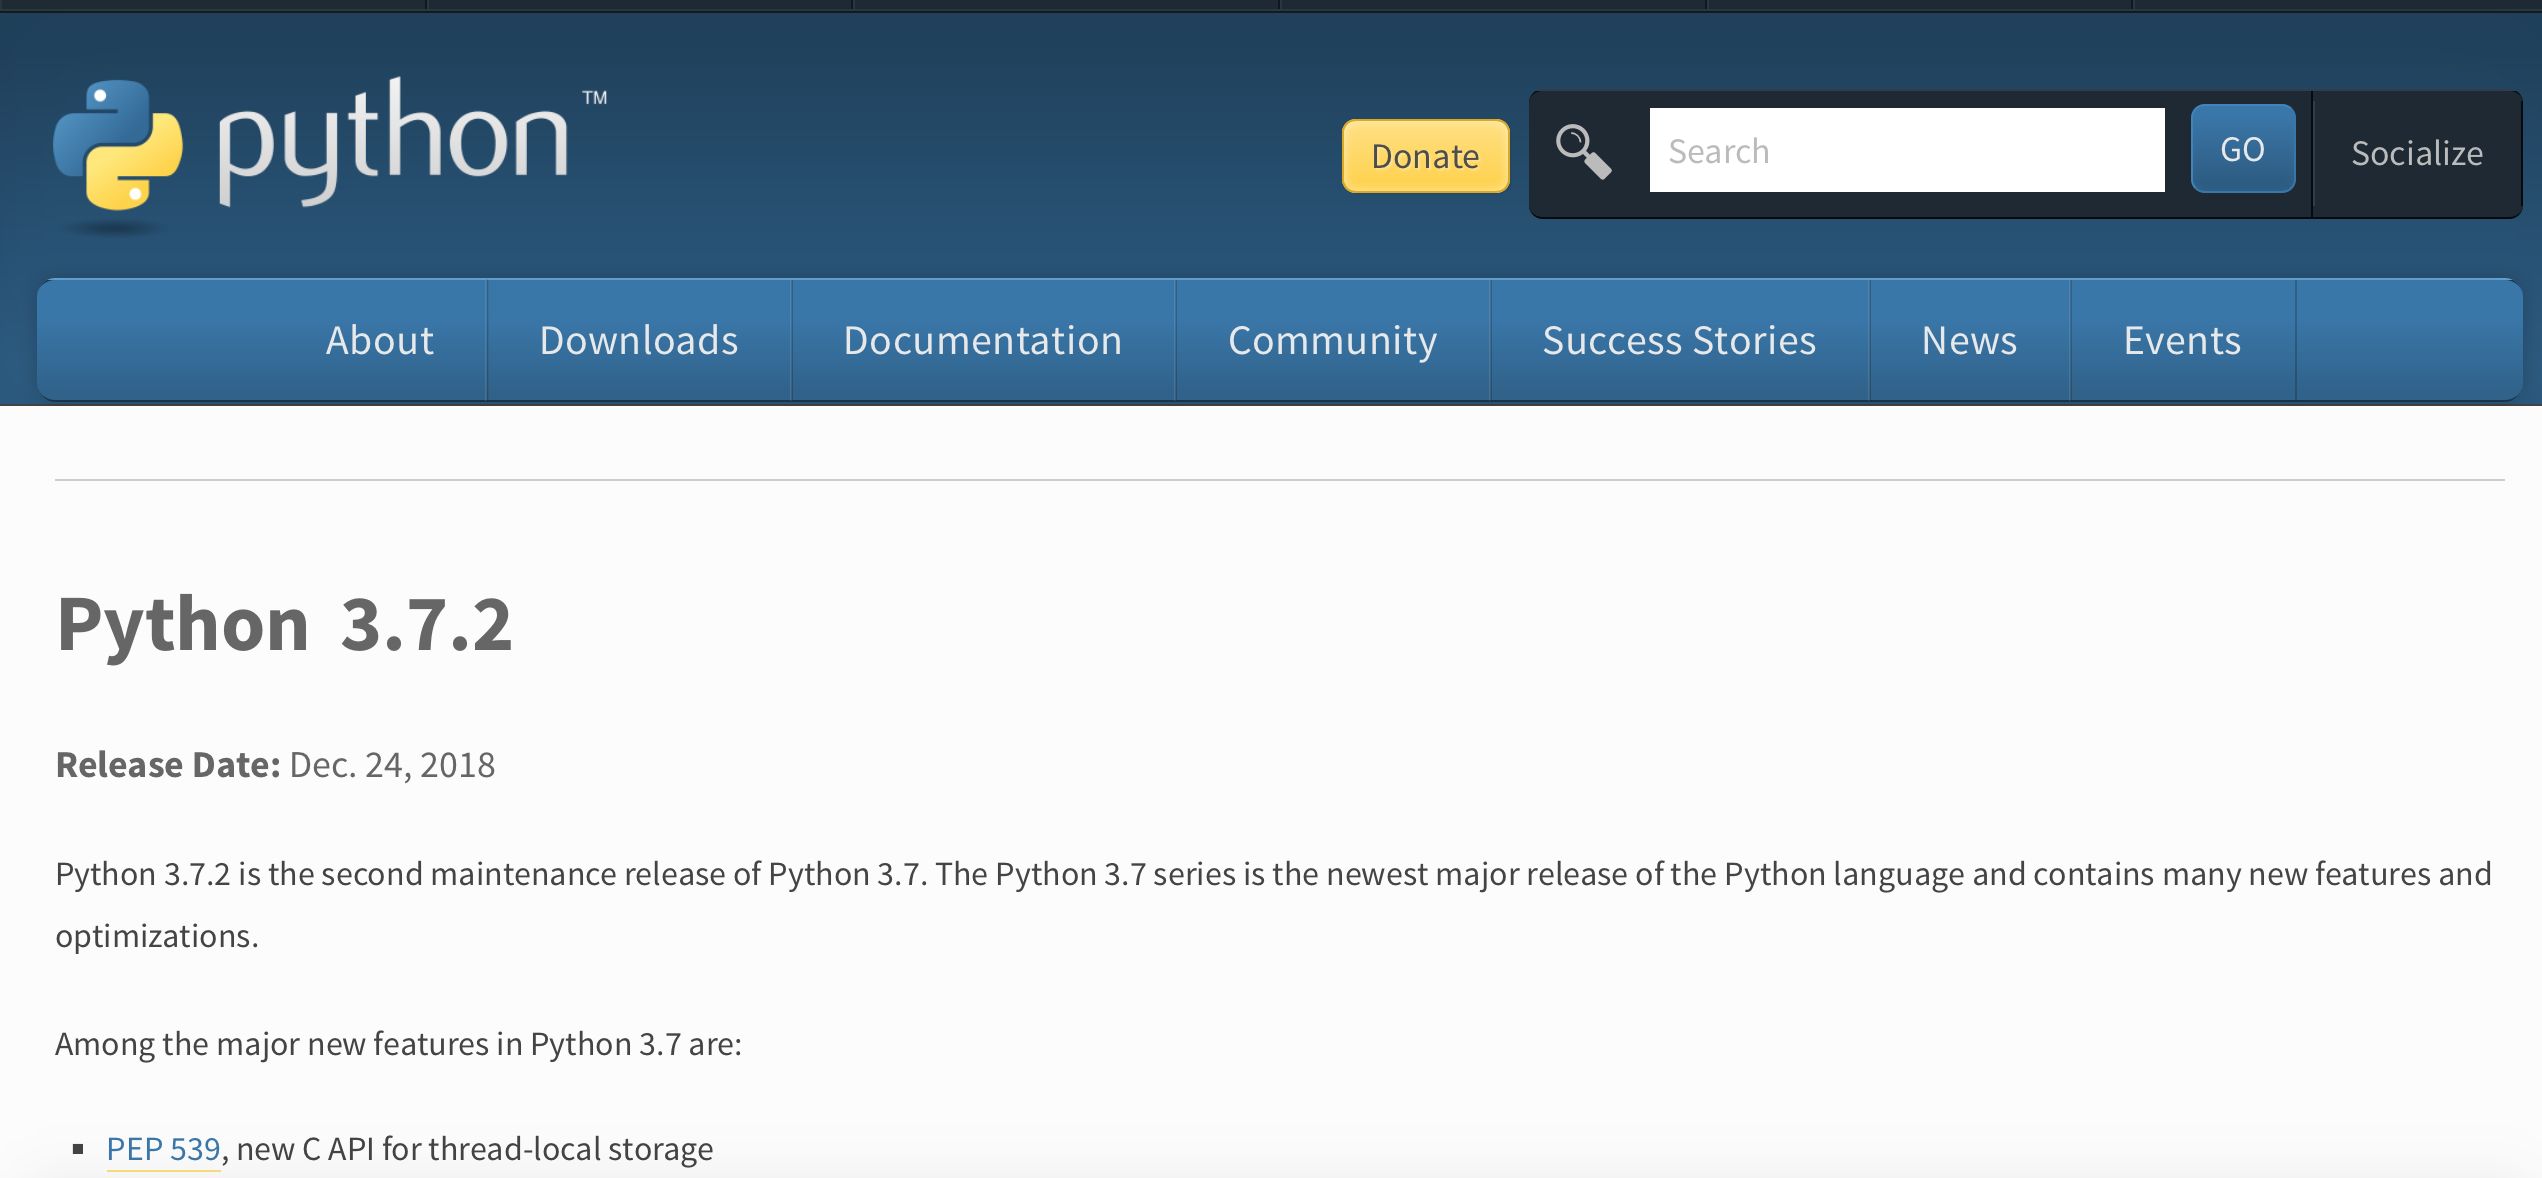 python™
Donate
Search
GO
Socialize
About
Downloads
Documentation
Community
Success Stories
News
Events
Python 3.7.2
Release Date: Dec. 24, 2018
Python 3.7.2 is the second maintenance release of Python 3.7. The Python 3.7 series is the newest major release of the Python language and contains many new features and
optimizations.
Among the major new features in Python 3.7 are:
▪ PEP 539, new C API for thread-local storage